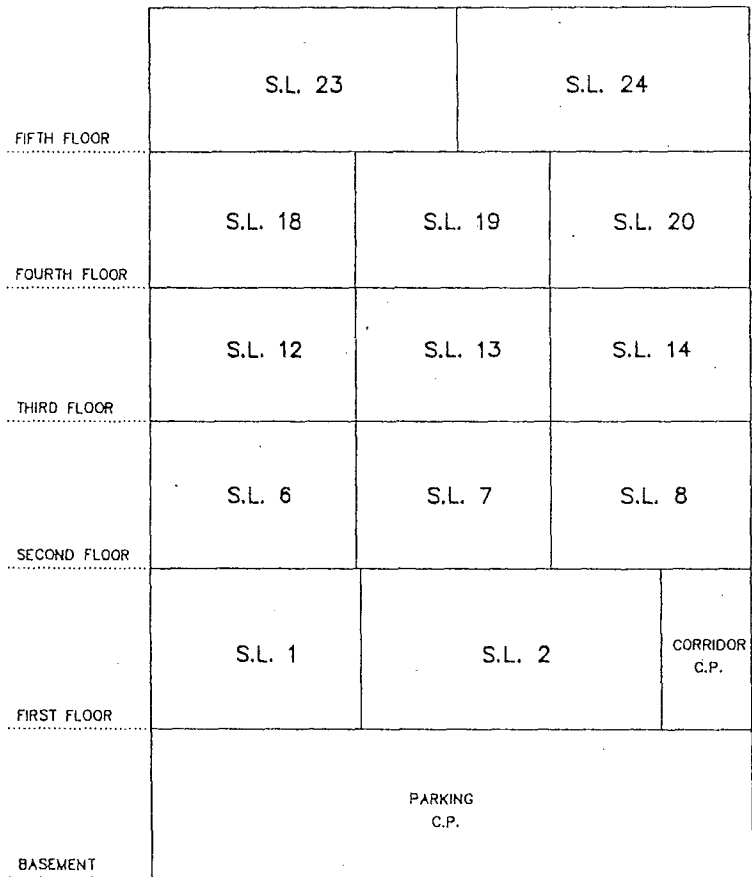 S.L. 23
S.L. 24
FIFTH FLOOR
S.L. 18
S.L. 19
S.L. 20
FOURTH FLOOR
S.L. 12
S.L. 13
S.L. 14
THIRD FLOOR
S.L. 6
S.L. 7
S.L. 8
SECOND FLOOR
S.L. 1
S.L. 2
CORRIDOR
C.P.
FIRST FLOOR
PARKING
C.P.
BASEMENT